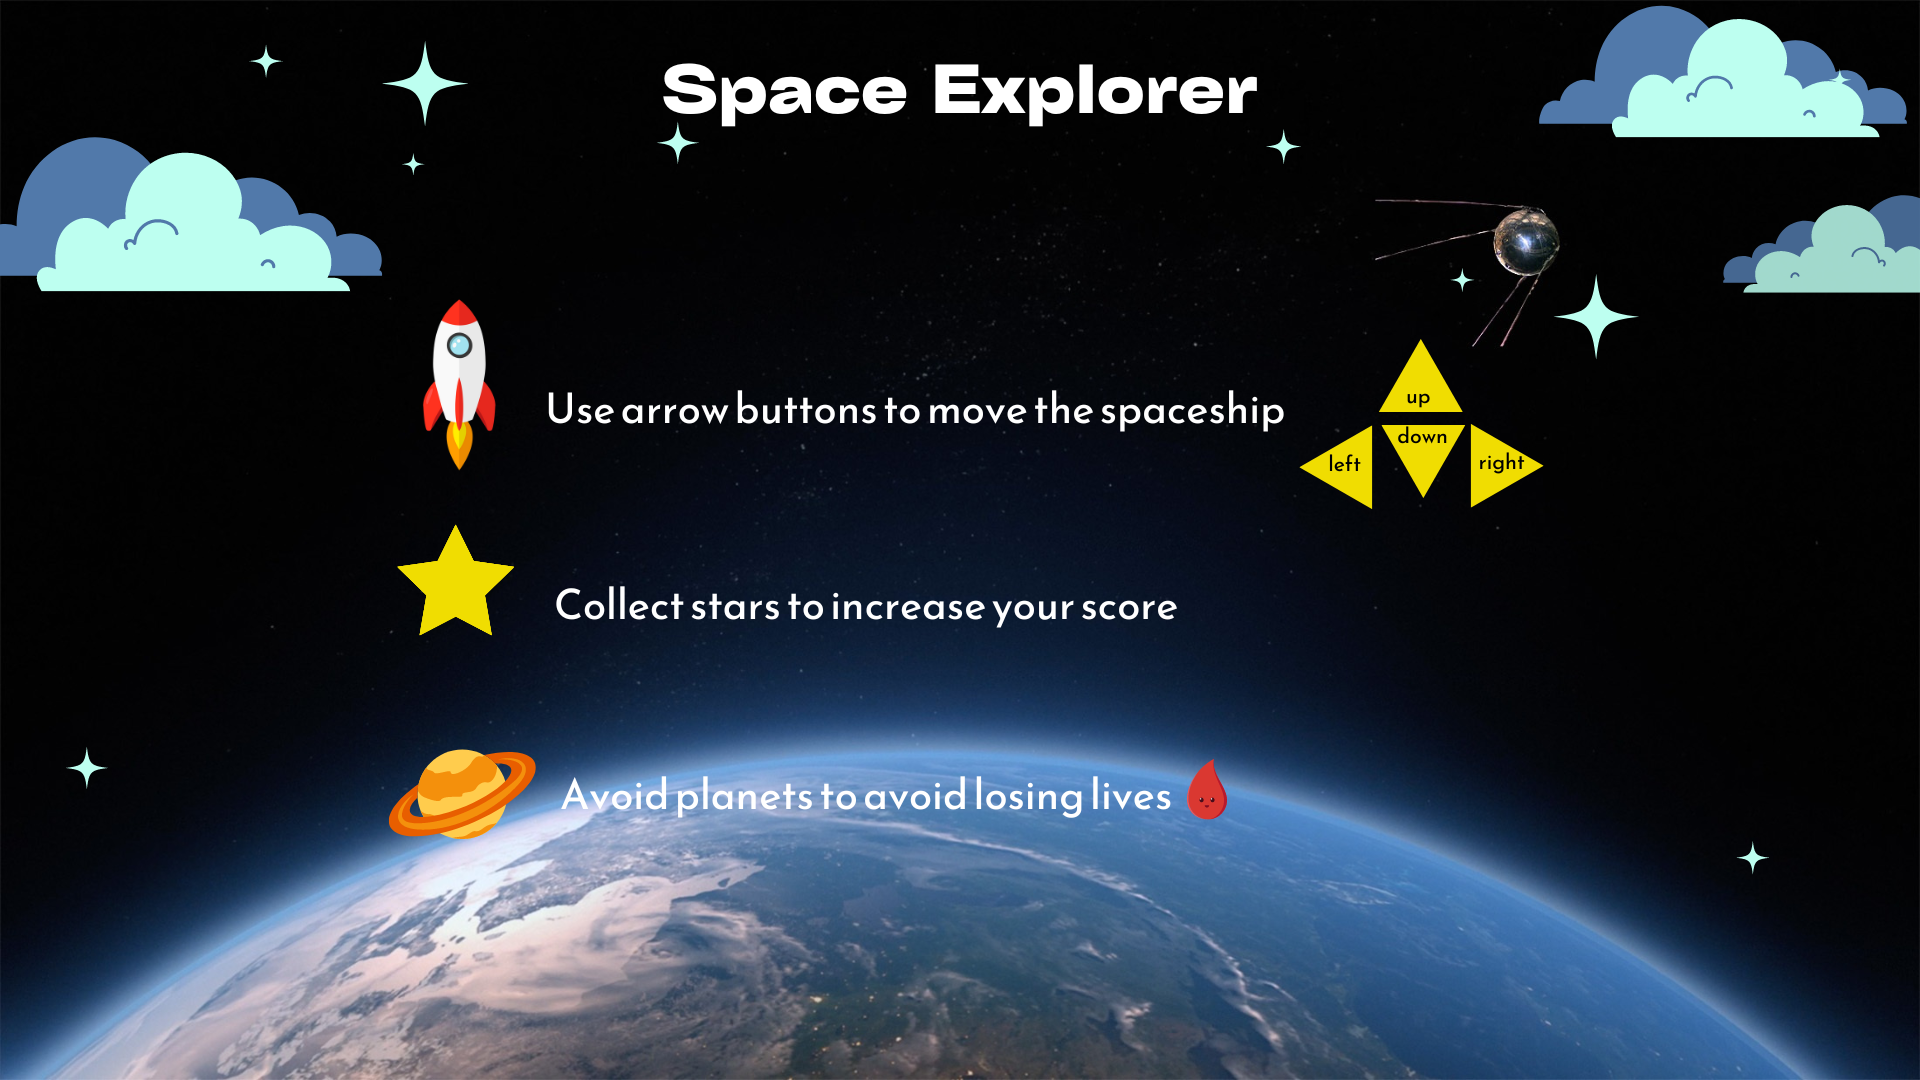 Space Explorer
Use arrow buttons to move the spaceship
up
down
left
right
Collect stars to increase your score
Avoid planets to avoid losing lives